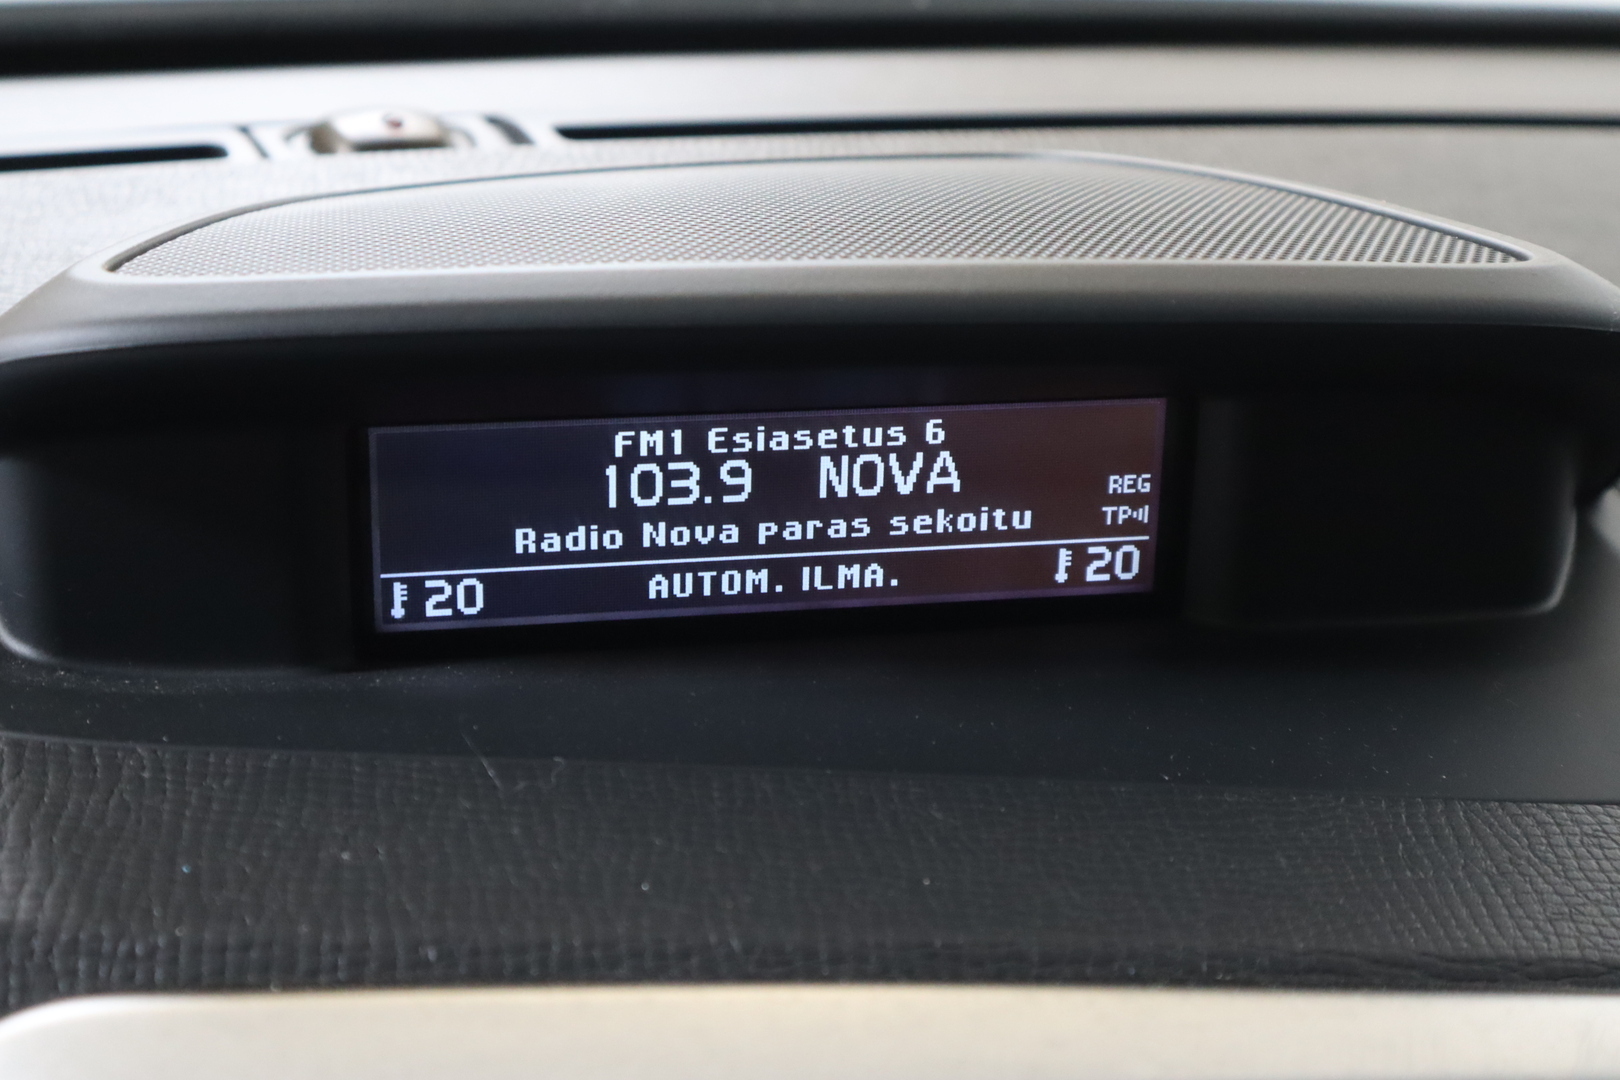 FM1 Esiasetus 6
103.9 NOVA
REG
Radio Nova paras sekoitu
TP
20 AUTOM. ILMA. 20